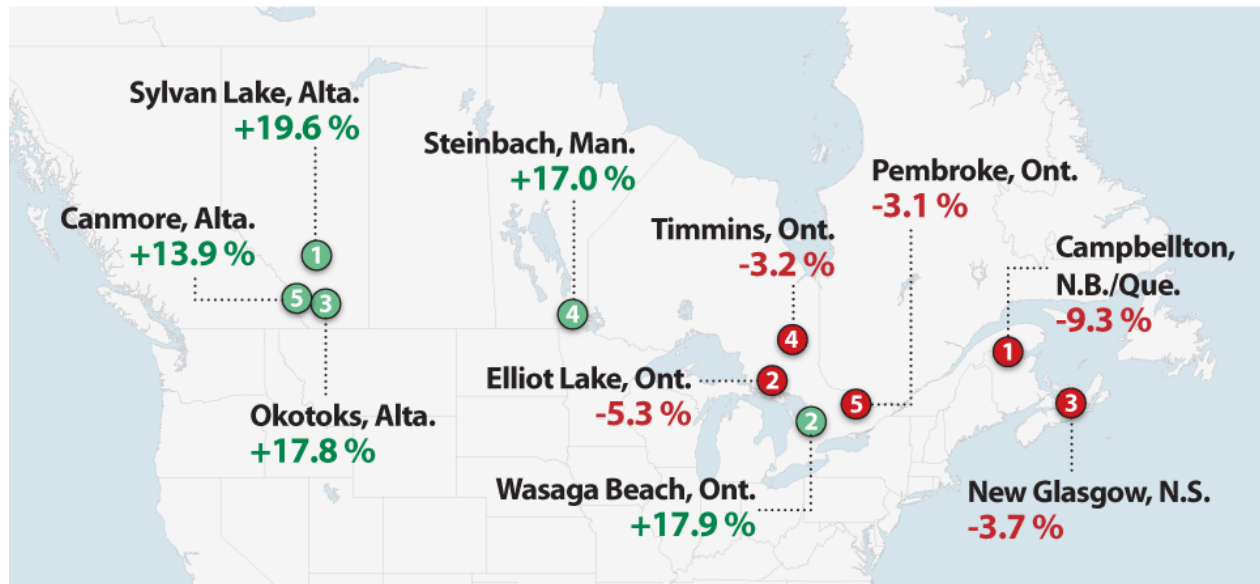 Sylvan Lake, Alta.
+19.6 %
1
Canmore, Alta.
+13.9 %
5
3
Okotoks, Alta.
+17.8 %
Steinbach, Man.
+17.0 %
4
Timmins, Ont.
-3.2 %
4
Elliot Lake, Ont.
-5.3 %
2
Wasaga Beach, Ont.
+17.9 %
2
Pembroke, Ont.
-3.1 %
5
Campbellton,
N.B./Que.
-9.3 %
1
3
New Glasgow, N.S.
-3.7 %